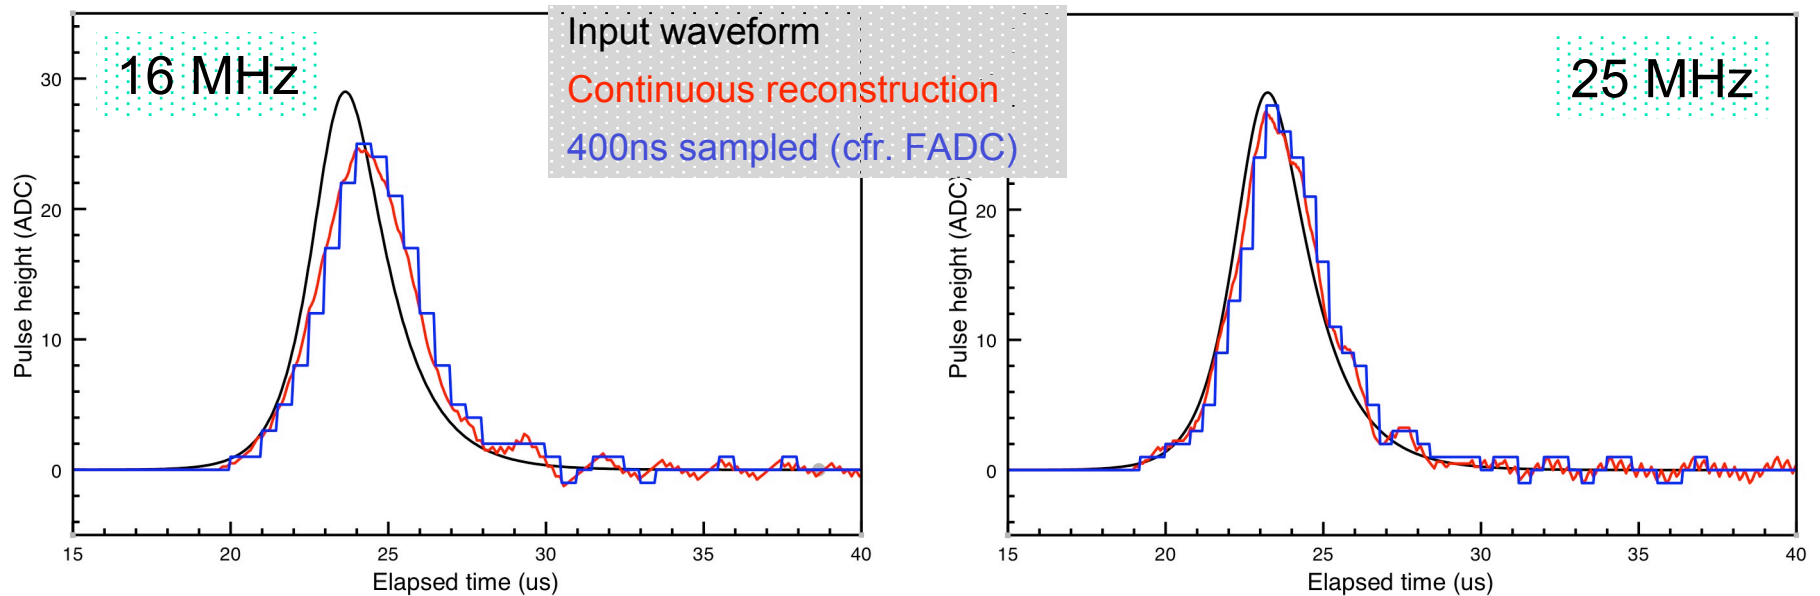 Input waveform
Continuous reconstruction
400ns sampled (cfr. FADC)
16 MHz
25 MHz
Pulse height (ADC)
30
20
10
0
15 20 25 30 35 40
Elapsed time (us)
Pulse height (ADC)
20
10
0
15 20 25 30 35 40
Elapsed time (us)